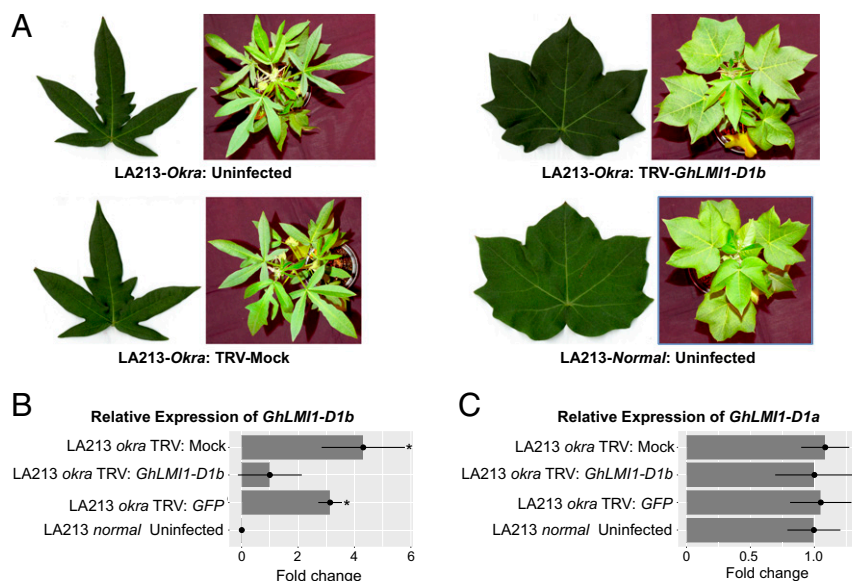 A
LA213-Okra: Uninfected
LA213-Okra: TRV-GhLMI1-D1b
LA213-Okra: TRV-Mock
LA213-Normal: Uninfected
B
Relative Expression of GhLMI1-D1b
LA213 okra TRV: Mock
*
LA213 okra TRV: GhLMI1-D1b
LA213 okra TRV: GFP
*
LA213 normal Uninfected
0 2 4 6
Fold change
C
Relative Expression of GhLMI1-D1a
LA213 okra TRV: Mock
LA213 okra TRV: GhLMI1-D1b
LA213 okra TRV: GFP
LA213 normal Uninfected
0 0.5 1.0
Fold change